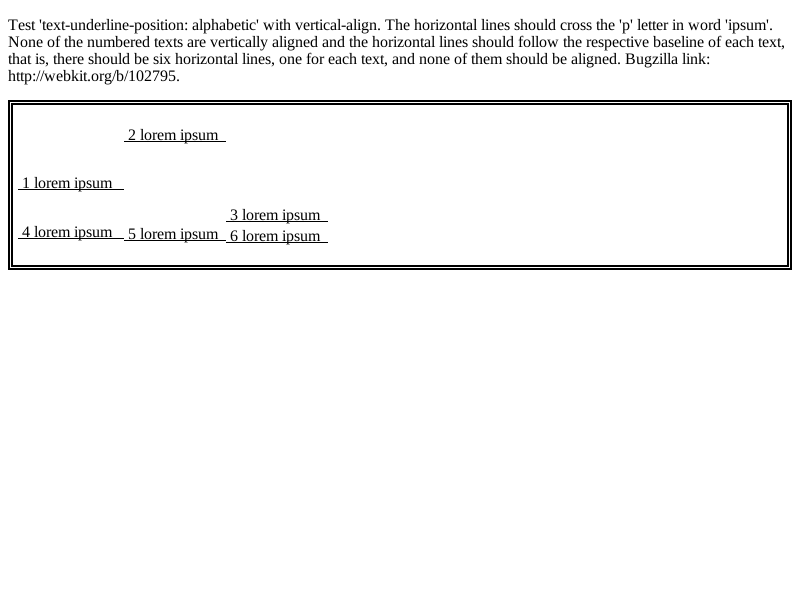 Test 'text-underline-position: alphabetic' with vertical-align. The horizontal lines should cross the 'p' letter in word 'ipsum'.
None of the numbered texts are vertically aligned and the horizontal lines should follow the respective baseline of each text,
that is, there should be six horizontal lines, one for each text, and none of them should be aligned. Bugzilla link:
http://webkit.org/b/102795.
2 lorem ipsum
1 lorem ipsum
3 lorem ipsum
4 lorem ipsum 5 lorem ipsum 6 lorem ipsum